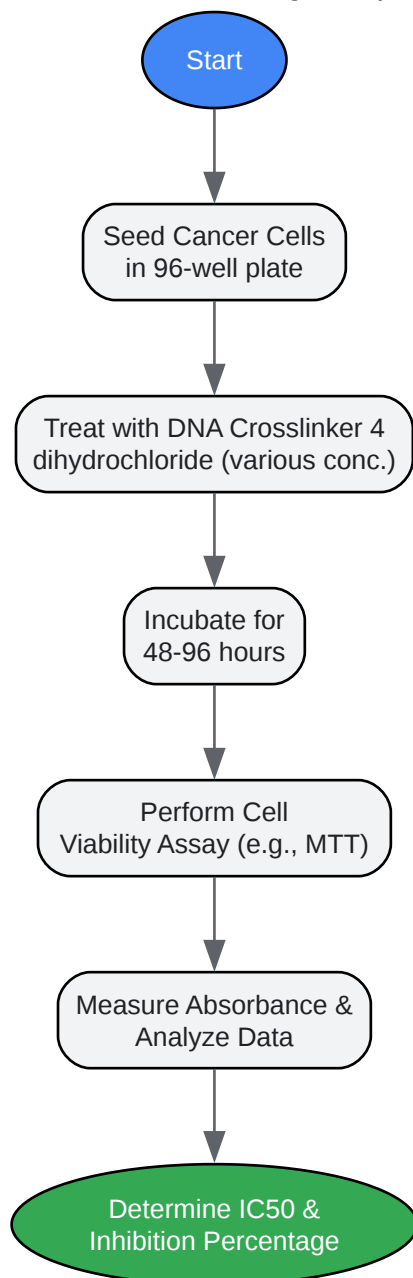 Start
Seed Cancer Cells
in 96-well plate
Treat with DNA Crosslinker 4
dihydrochloride (various conc.)
Incubate for
48-96 hours
Perform Cell
Viability Assay (e.g., MTT)
Measure Absorbance &
Analyze Data
Determine IC50 &
Inhibition Percentage